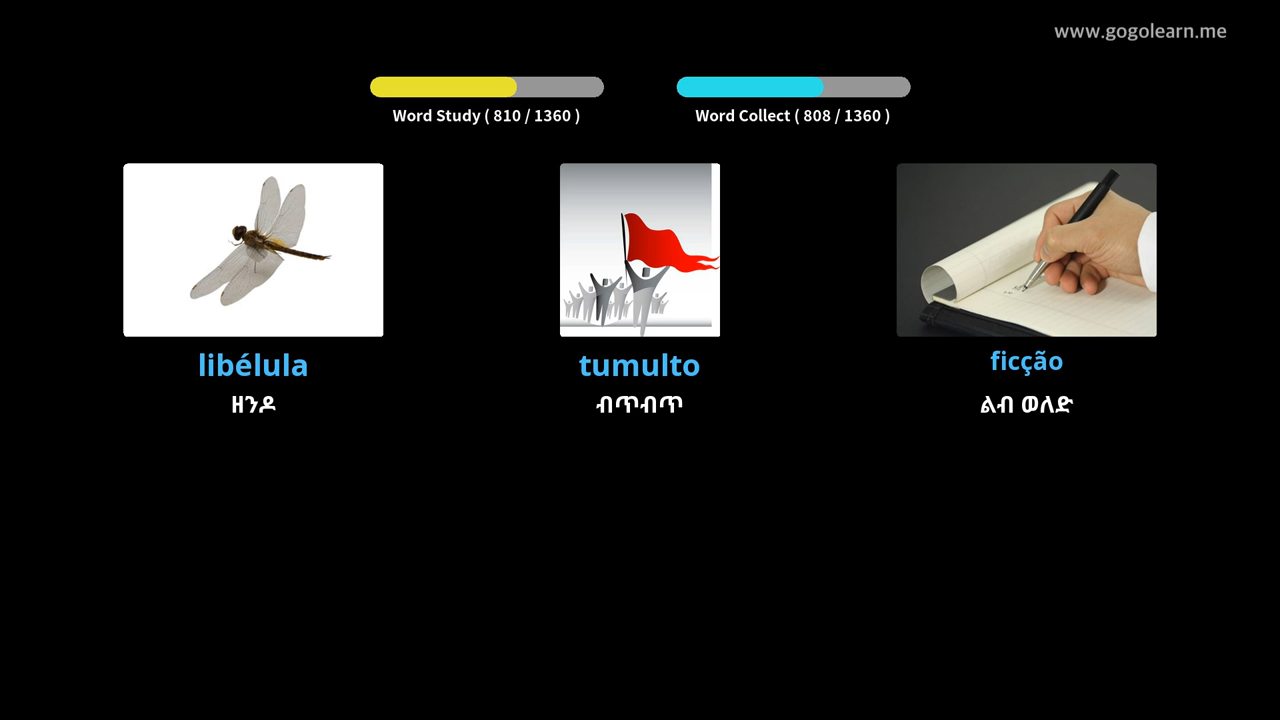 www.gogolearn.me
Word Study ( 810 / 1360 )
Word Collect ( 808 / 1360 )
libélula
ዘንዶ
tumulto
ብጥብጥ
ficção
ልብ ወለድ